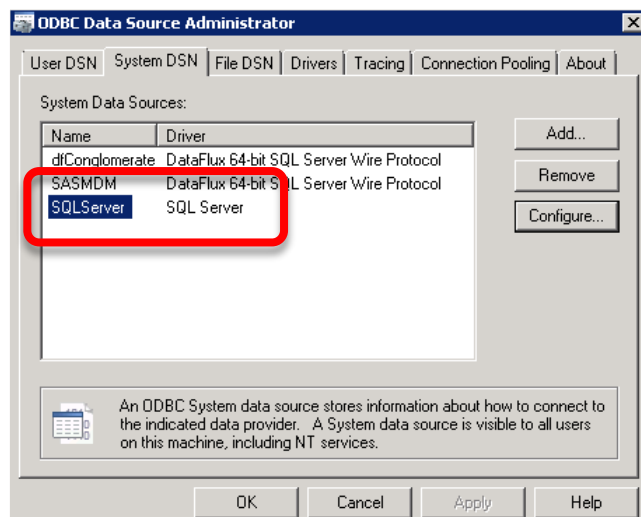 ODBC Data Source Administrator
User DSN System DSN File DSN Drivers Tracing Connection Pooling About
System Data Sources:
Name Driver
dfConglomerate DataFlux 64-bit SQL Server Wire Protocol
SASMDM DataFlux 64-bit SQL Server Wire Protocol
SQLServer SQL Server
Add...
Remove
Configure...
An ODBC System data source stores information about how to connect to
the indicated data provider. A System data source is visible to all users
on this machine, including NT services.
OK Cancel Apply Help